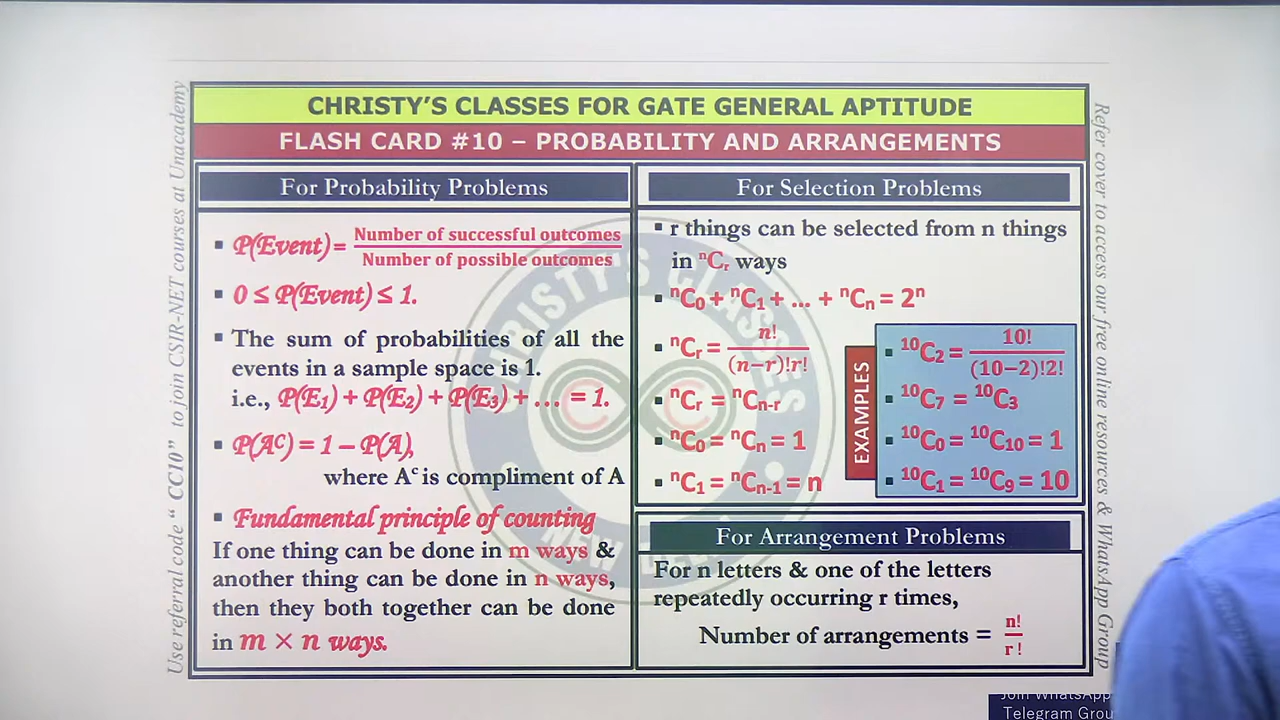 CHRISTY'S CLASSES FOR GATE GENERAL APTITUDE
FLASH CARD #10 – PROBABILITY AND ARRANGEMENTS
For Probability Problems
▪ P(Event) = Number of successful outcomes / Number of possible outcomes
▪ 0 ≤ P(Event) ≤ 1.
▪ The sum of probabilities of all the
events in a sample space is 1.
i.e., P(E₁) + P(E₂) + P(E₃) + ... = 1.
▪ P(Aᶜ) = 1 – P(A),
where Aᶜ is compliment of A
▪ Fundamental principle of counting
If one thing can be done in m ways &
another thing can be done in n ways,
then they both together can be done
in m × n ways.
For Selection Problems
▪ r things can be selected from n things
in ⁿCᵣ ways
▪ ⁿC₀ + ⁿC₁ + ... + ⁿCₙ = 2ⁿ
▪ ⁿCᵣ = n! / (n−r)!r!
▪ ⁿCᵣ = ⁿCₙ₋ᵣ
▪ ⁿC₀ = ⁿCₙ = 1
▪ ⁿC₁ = ⁿCₙ₋₁ = n
EXAMPLES
▪ ¹⁰C₂ = 10! / (10−2)!2!
▪ ¹⁰C₇ = ¹⁰C₃
▪ ¹⁰C₀ = ¹⁰C₁₀ = 1
▪ ¹⁰C₁ = ¹⁰C₉ = 10
For Arrangement Problems
For n letters & one of the letters
repeatedly occurring r times,
Number of arrangements = n! / r!
Use referral code " CC10" to join CSIR-NET courses at Unacademy
Refer cover to access our free online resources & WhatsApp Group
CHRISTY'S CLASSES
NEW
Join WhatsApp
Telegram Grou